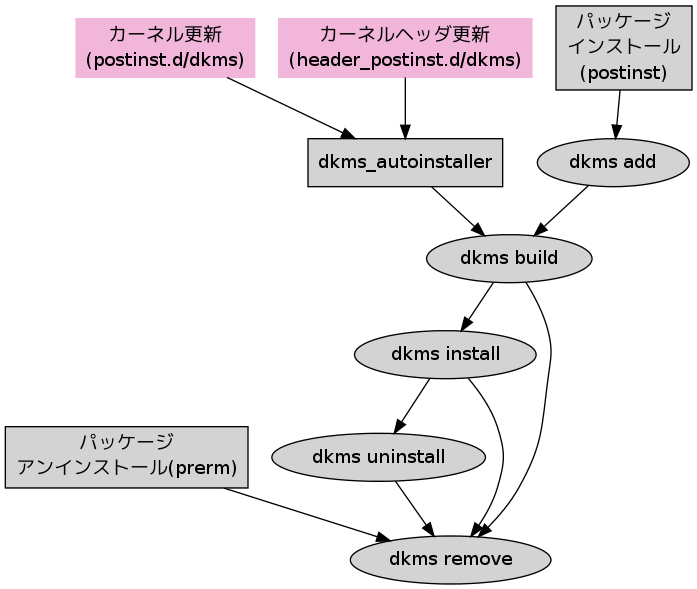 カーネル更新
(postinst.d/dkms)
カーネルヘッダ更新
(header_postinst.d/dkms)
パッケージ
インストール
(postinst)
dkms_autoinstaller
dkms add
dkms build
dkms install
パッケージ
アンインストール(prerm)
dkms uninstall
dkms remove